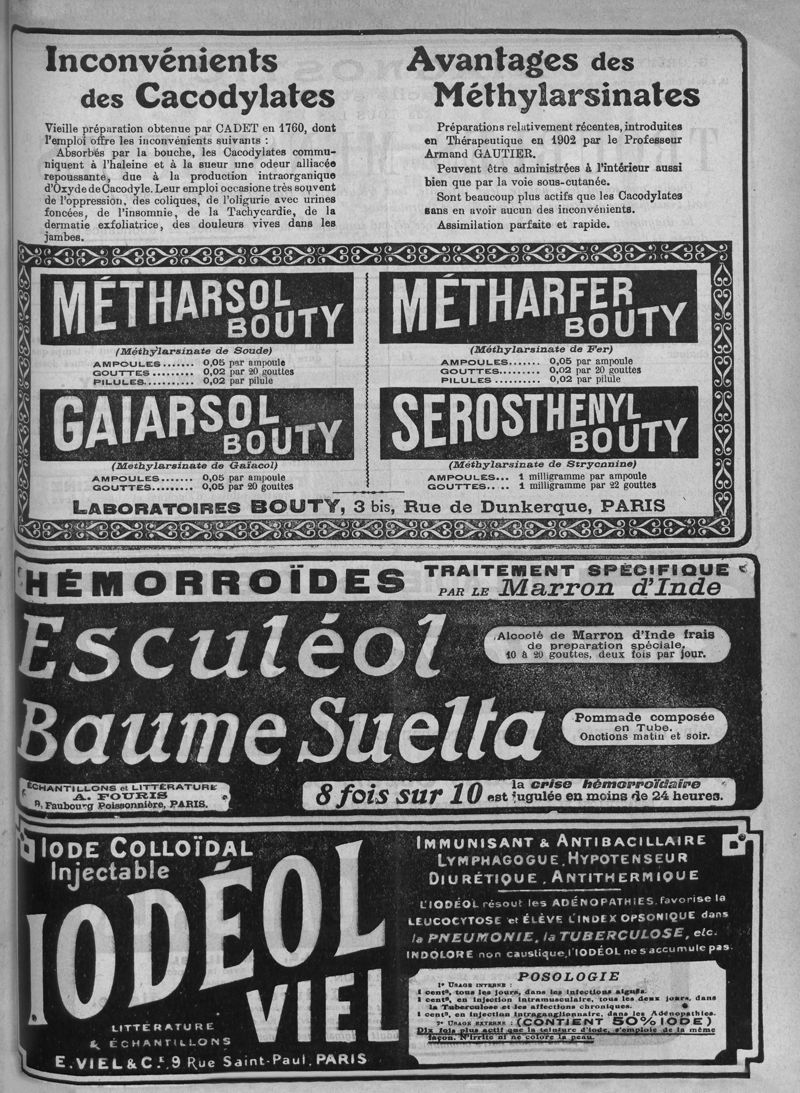 Inconvénients
des Cacodylates
Vieille préparation obtenue par CADET en 1760, dont
l'emploi offre les inconvénients suivants :
Absorbés par la bouche, les Cacodylates commu-
niquent à l'haleine et à la sueur une odeur alliacée
repoussante, due à la production intraorganique
d'Oxyde de Cacodyle. Leur emploi occasione très souvent
de l'oppression, des coliques, de l'oligurie avec urines
foncées, de l'insomnie, de la Tachycardie, de la
dermatie exfoliatrice, des douleurs vives dans les
jambes.
Avantages des
Méthylarsinates
Préparations relativement récentes, introduites
en Thérapeutique en 1902 par le Professeur
Armand GAUTIER.
Peuvent être administrées à l'intérieur aussi
bien que par la voie sous-cutanée.
Sont beaucoup plus actifs que les Cacodylates
sans en avoir aucun des inconvénients.
Assimilation parfaite et rapide.
MÉTHARSOL
BOUTY
(Méthylarsinate de Soude)
AMPOULES....... 0,05 par ampoule
GOUTTES ......... 0,02 par 20 gouttes
PILULES........... 0,02 par pilule
GAIARSOL
BOUTY
(Methylarsinate de Gaïacol)
AMPOULES....... 0,05 par ampoule
GOUTTES......... 0,05 par 20 gouttes
MÉTHARFER
BOUTY
(Méthylarsinate de Fer)
AMPOULES....... 0,05 par ampoule
GOUTTES......... 0,02 par 20 gouttes
PILULES .......... 0,02 par pilule
SEROSTHENYL
BOUTY
(Méthylarsinate de Strycnnine)
AMPOULES... 1 milligramme par ampoule
GOUTTES..... 1 milligramme par 22 gouttes
LABORATOIRES BOUTY, 3 bis, Rue de Dunkerque, PARIS
HÉMORROÏDES
TRAITEMENT SPÉCIFIQUE
PAR LE Marron d'Inde
Esculéol
Alcoolé de Marron d'Inde frais
de preparation spéciale.
10 à 20 gouttes, deux fois par jour.
Baume Suelta
Pommade composée
en Tube.
Onctions matin et soir.
ÉCHANTILLONS et LITTÉRATURE
A. FOURIS
9, Faubourg Poissonnière, PARIS.
8 fois sur 10 la crise hémorroïdaire
est jugulée en moins de 24 heures.
IODE COLLOÏDAL
Injectable
IODÉOL
VIEL
LITTÉRATURE
& ÉCHANTILLONS
E. VIEL & Cie, 9 Rue Saint-Paul, PARIS
IMMUNISANT & ANTIBACILLAIRE
LYMPHAGOGUE, HYPOTENSEUR
DIURÉTIQUE, ANTITHERMIQUE
L'IODÉOL résout les ADÉNOPATHIES, favorise la
LEUCOCYTOSE et ÉLÈVE L'INDEX OPSONIQUE dans
la PNEUMONIE, la TUBERCULOSE, etc.
INDOLORE non caustique, l'IODÉOL ne s'accumule pas.
POSOLOGIE
1° USAGE INTERNE :
1 cent³, tous les jours, dans les infections aiguës.
1 cent³, en injection intramusculaire, tous les deux jours, dans
la Tuberculose et les affections chroniques.
1 cent³, en injection intraganglionnaire, dans les Adénopathies.
2° USAGE EXTERNE : (CONTIENT 50% IODE)
Dix fois plus actif que la teinture d'iode, s'emploie de la même
façon. N'irrite ni ne colore la peau.